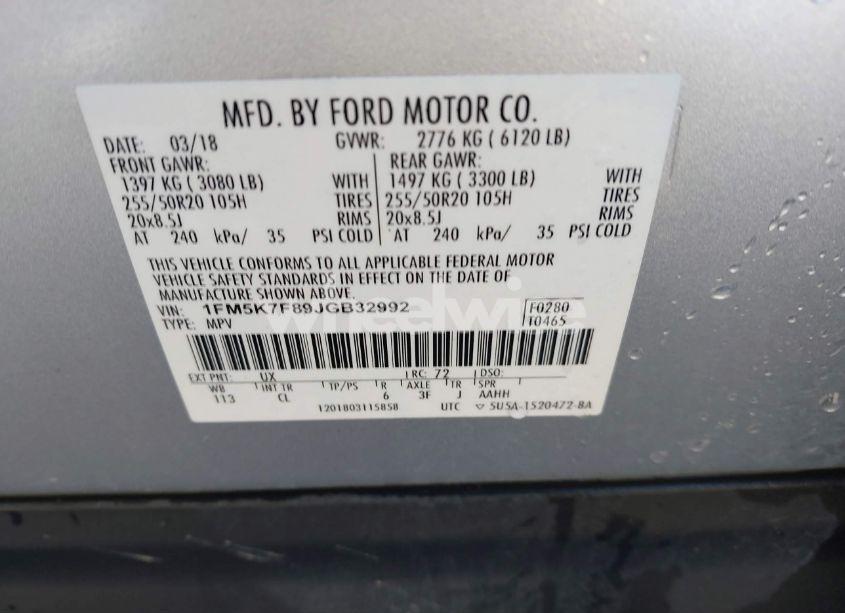 MFD. BY FORD MOTOR CO.
DATE: 03/18 GVWR: 2776 KG ( 6120 LB)
FRONT GAWR: REAR GAWR:
1397 KG ( 3080 LB) WITH 1497 KG ( 3300 LB) WITH
255/50R20 105H TIRES 255/50R20 105H TIRES
20x8.5J RIMS 20x8.5J RIMS
AT 240 kPa/ 35 PSI COLD AT 240 kPa/ 35 PSI COLD
THIS VEHICLE CONFORMS TO ALL APPLICABLE FEDERAL MOTOR
VEHICLE SAFETY STANDARDS IN EFFECT ON THE DATE OF
MANUFACTURE SHOWN ABOVE.
VIN: 1FM5K7F89JGB32992 F0280
TYPE: MPV T0465
EXT PNT: UX RC: 72 DSO:
WB INT TR TP/PS R AXLE TR SPR
113 CL 6 3F J AAHH
1201803115858 UTC 5U5A-1520472-BA